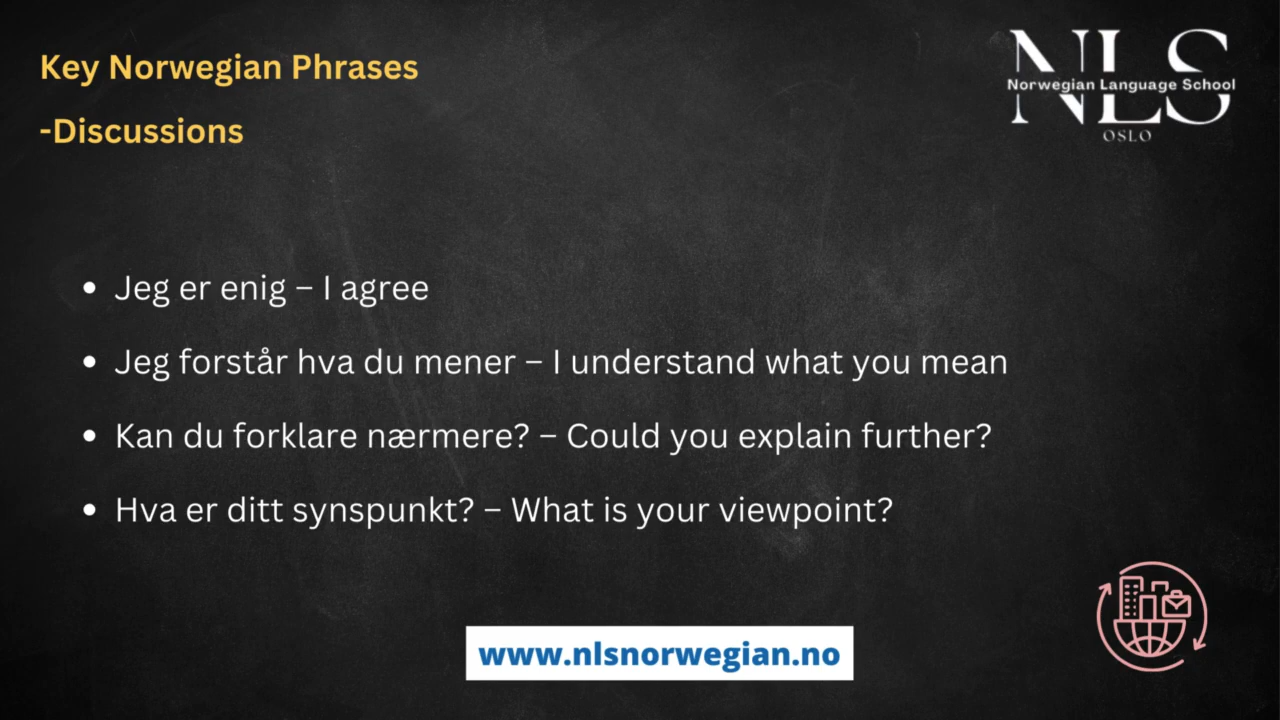 Key Norwegian Phrases
-Discussions
NLS
Norwegian Language School
OSLO
• Jeg er enig – I agree
• Jeg forstår hva du mener – I understand what you mean
• Kan du forklare nærmere? – Could you explain further?
• Hva er ditt synspunkt? – What is your viewpoint?
www.nlsnorwegian.no